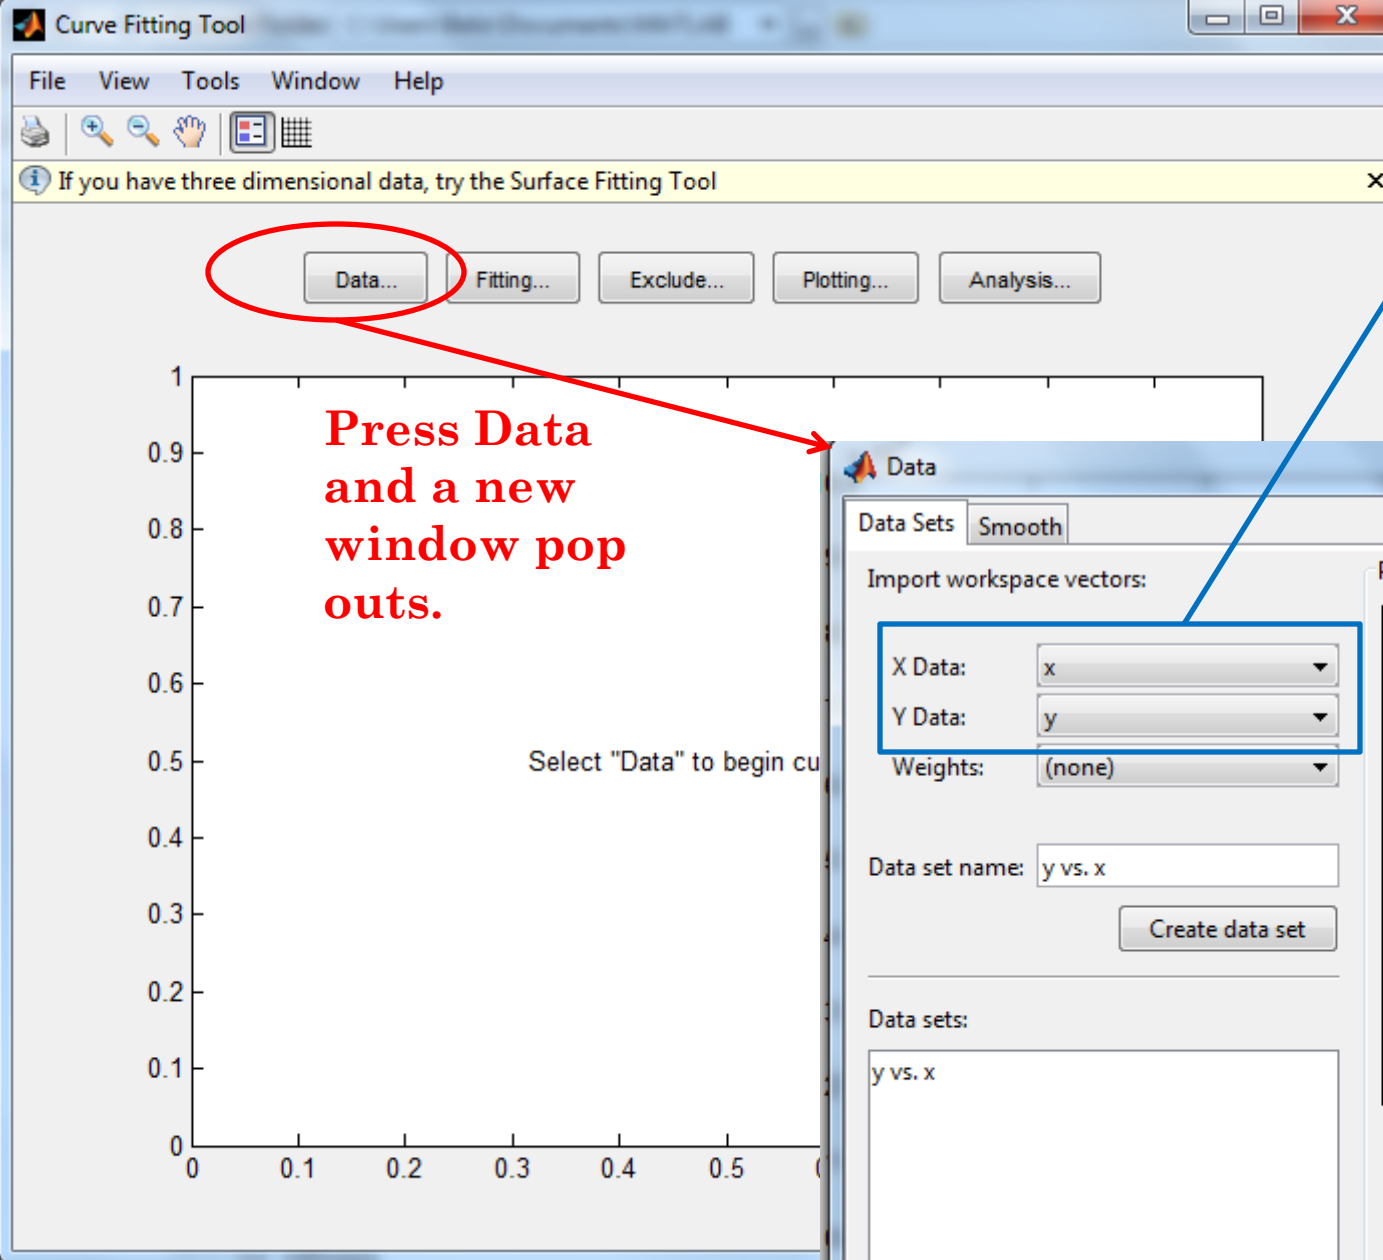 Curve Fitting Tool
File View Tools Window Help
If you have three dimensional data, try the Surface Fitting Tool
Data... Fitting... Exclude... Plotting... Analysis...
Press Data
and a new
window pop
outs.
1
0.9
0.8
0.7
0.6
0.5
0.4
0.3
0.2
0.1
0
0 0.1 0.2 0.3 0.4 0.5
Select "Data" to begin cu
Data
Data Sets Smooth
Import workspace vectors:
X Data: x
Y Data: y
Weights: (none)
Data set name: y vs. x
Create data set
Data sets:
y vs. x